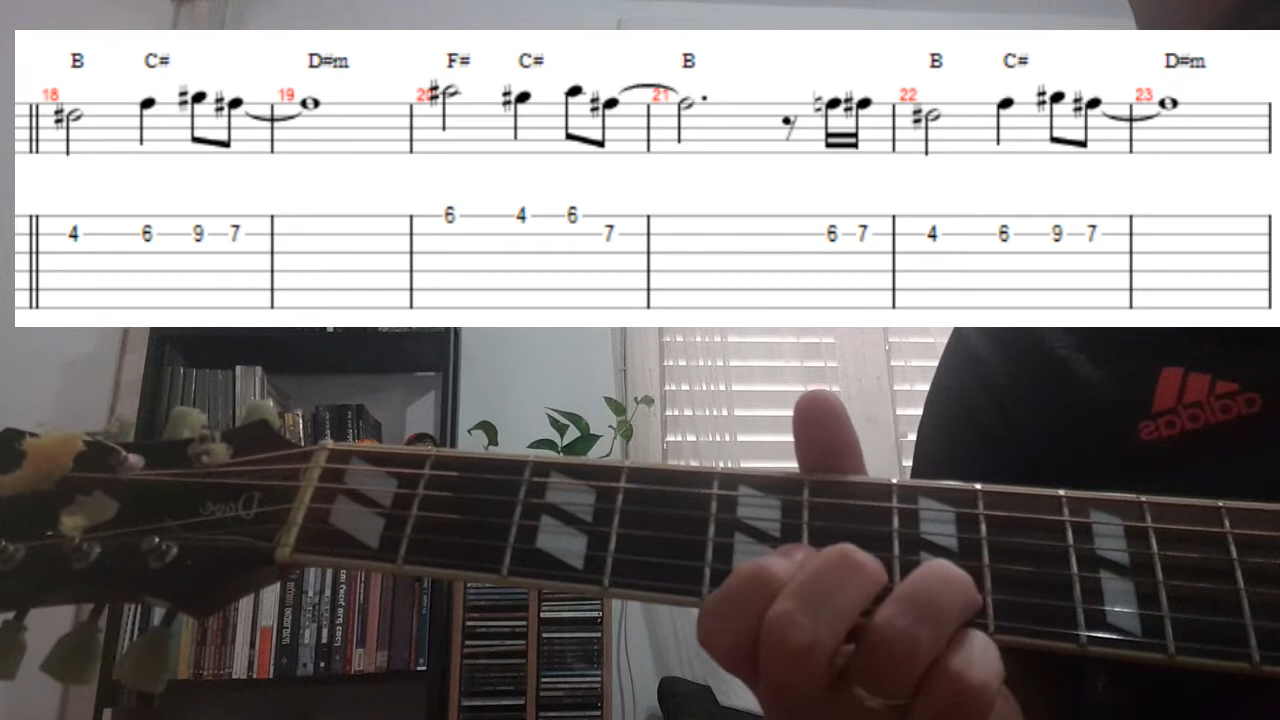 B C# D#m F# C# B B C# D#m
18 19 20 21 22 23
6 4 6
4 6 9 7 7 6 7 4 6 9 7
adidas
Dove